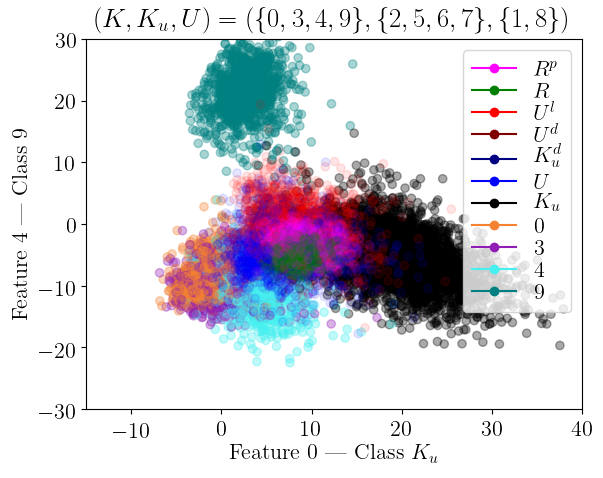 (K, K_u, U) = ({0, 3, 4, 9}, {2, 5, 6, 7}, {1, 8})
30
20
10
0
−10
−20
−30
Feature 4 — Class 9
R^p
R
U^l
U^d
K_u^d
U
K_u
0
3
4
9
−10
0
10
20
30
40
Feature 0 — Class K_u